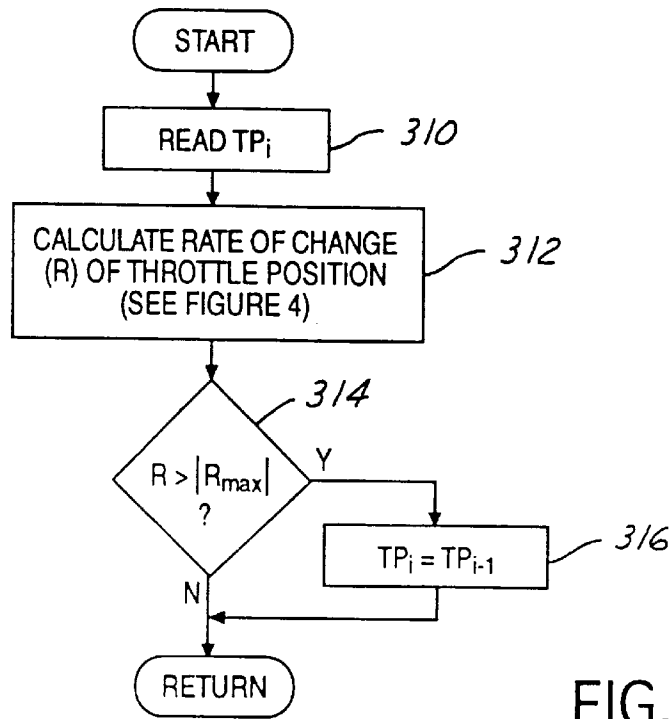 START
READ TPi
310
CALCULATE RATE OF CHANGE
(R) OF THROTTLE POSITION
(SEE FIGURE 4)
312
314
R > |Rmax|
?
Y
N
TPi = TPi-1
316
RETURN
FIG.